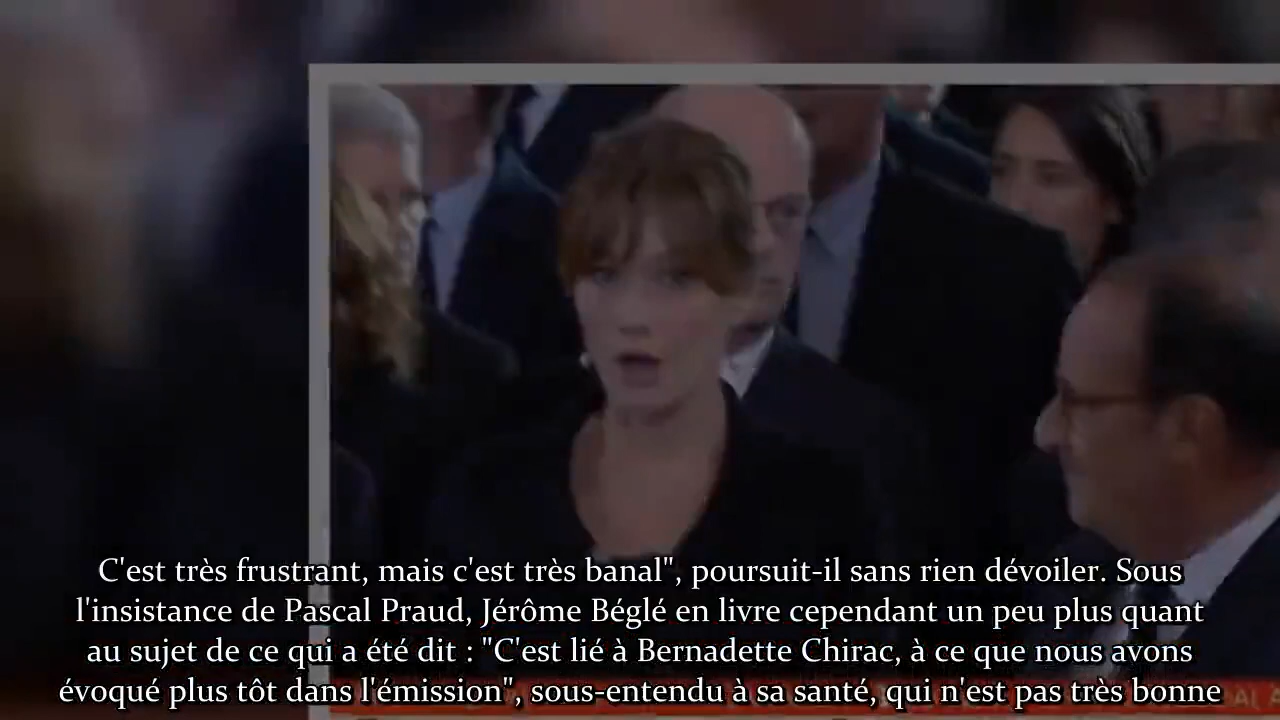 C'est très frustrant, mais c'est très banal", poursuit-il sans rien dévoiler. Sous
l'insistance de Pascal Praud, Jérôme Béglé en livre cependant un peu plus quant
au sujet de ce qui a été dit : "C'est lié à Bernadette Chirac, à ce que nous avons
évoqué plus tôt dans l'émission", sous-entendu à sa santé, qui n'est pas très bonne